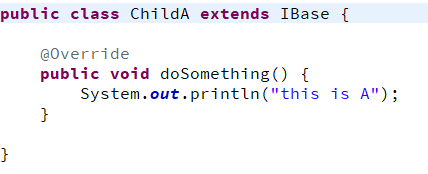 public class ChildA extends IBase {
@Override
public void doSomething() {
System.out.println("this is A");
}
}